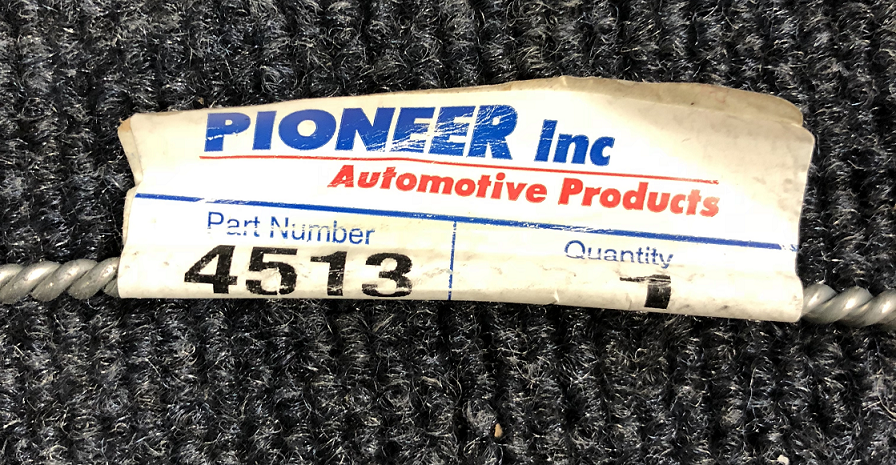 PIONEER Inc
Automotive Products
Part Number
4513
Quantity
1